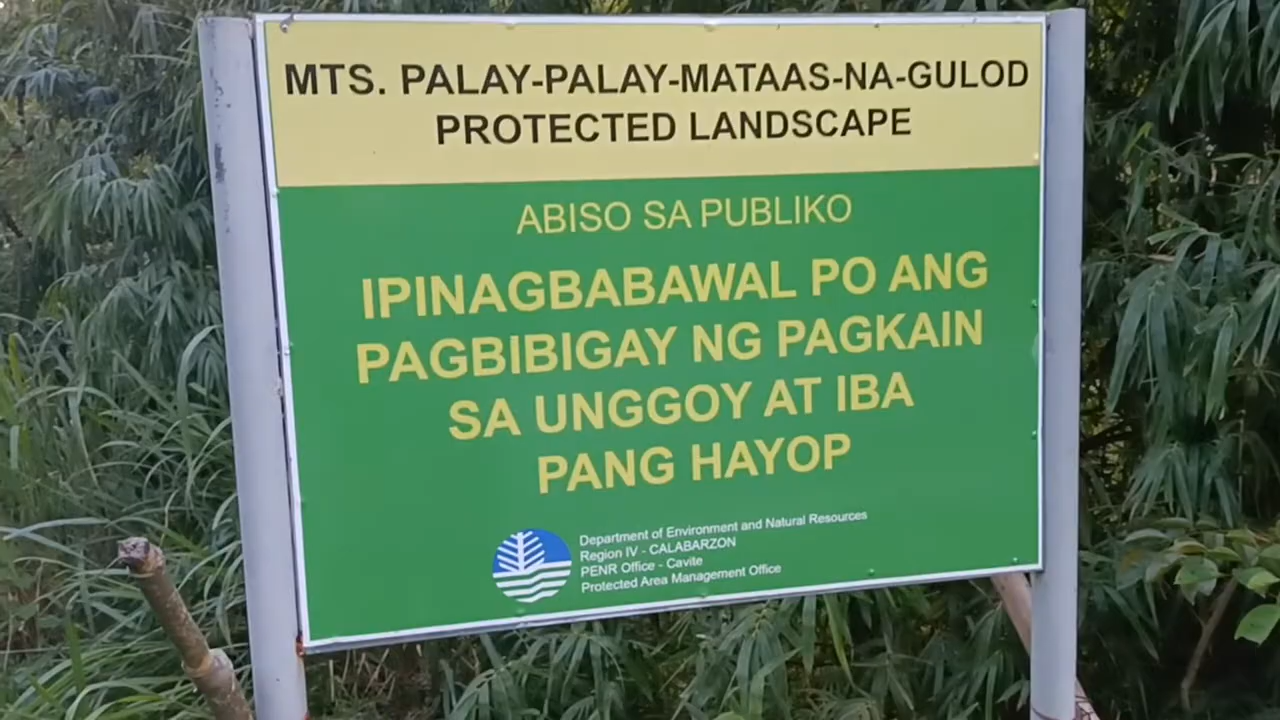 MTS. PALAY-PALAY-MATAAS-NA-GULOD
PROTECTED LANDSCAPE
ABISO SA PUBLIKO
IPINAGBABAWAL PO ANG
PAGBIBIGAY NG PAGKAIN
SA UNGGOY AT IBA
PANG HAYOP
Department of Environment and Natural Resources
Region IV - CALABARZON
PENR Office - Cavite
Protected Area Management Office